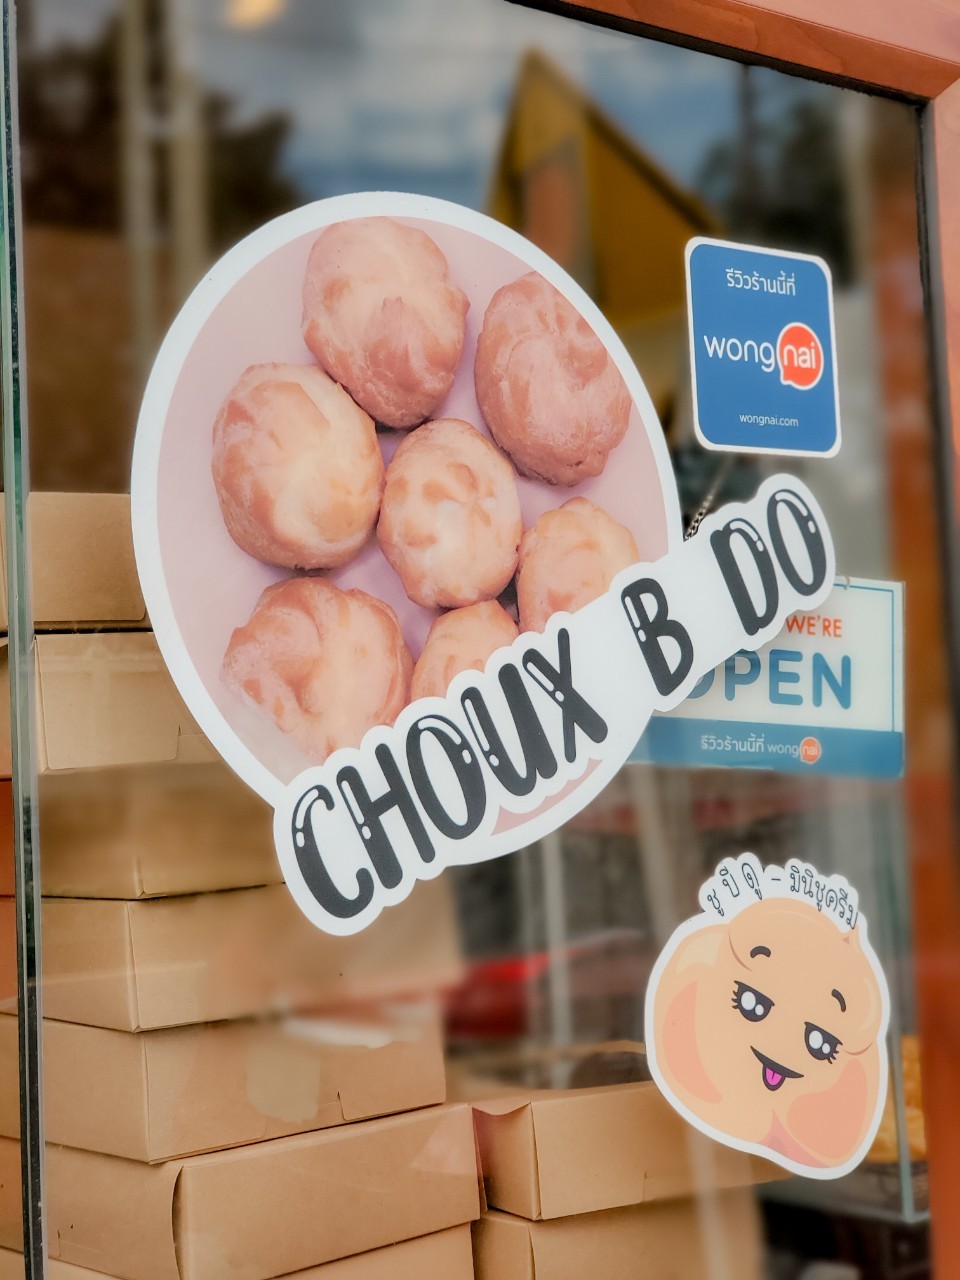 รีวิวร้านนี้ที่
wongnai
wongnai.com
CHOUX B DO
WE'RE
OPEN
รีวิวร้านนี้ที่ wongnai
ชู บี ดู - มินิชูครีม